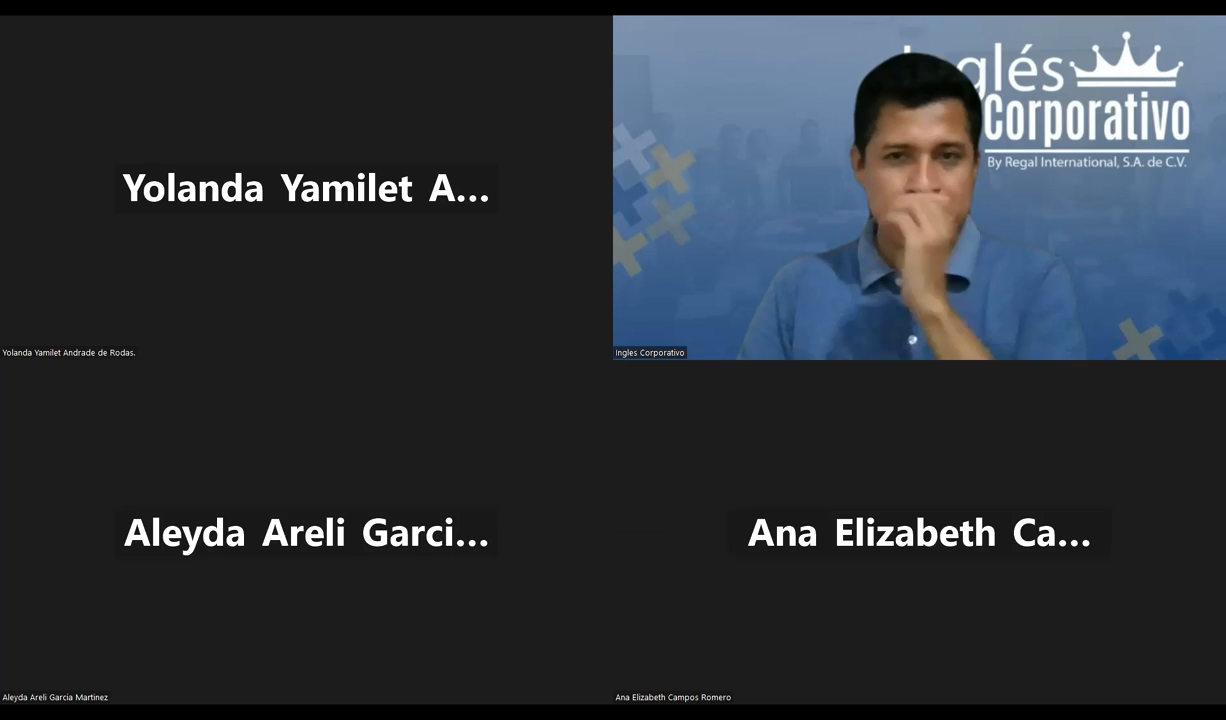 Yolanda Yamilet A...
Yolanda Yamilet Andrade de Rodas.
Inglés
Corporativo
By Regal International, S.A. de C.V.
Ingles Corporativo
Aleyda Areli Garci...
Aleyda Areli Garcia Martinez
Ana Elizabeth Ca...
Ana Elizabeth Campos Romero